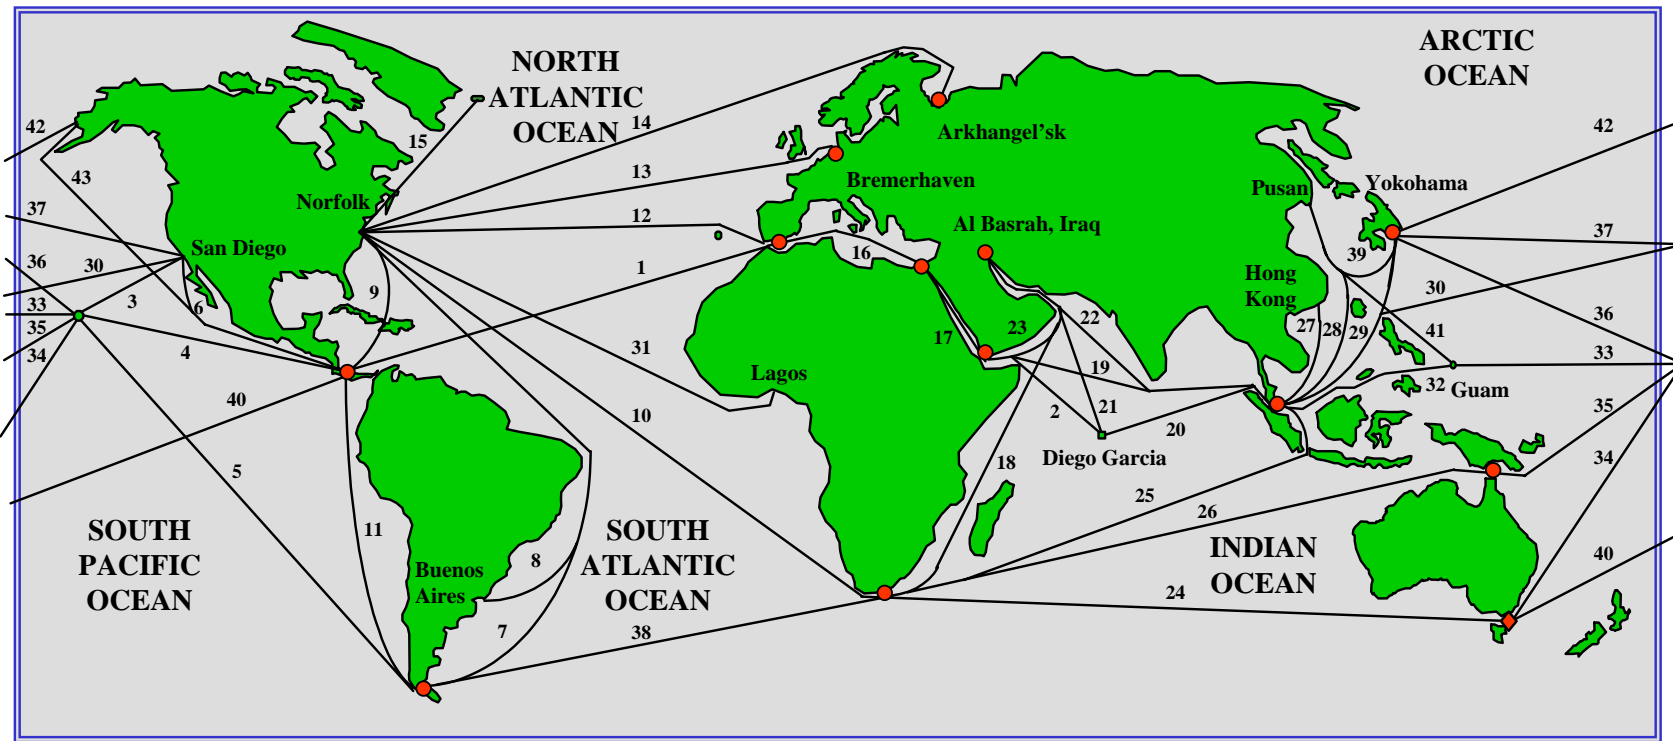 ARCTIC
OCEAN
NORTH
ATLANTIC
OCEAN
14
42
42
15
Arkhangel'sk
13
43
Bremerhaven
Pusan
Yokohama
Norfolk
37
12
Al Basrah, Iraq
37
San Diego
36
30
1
16
39
Hong
Kong
30
33
3
6
9
35
34
4
31
17
23
22
27
28
29
41
36
33
Lagos
19
32
Guam
40
10
2
21
20
35
5
Diego Garcia
18
34
25
26
SOUTH
PACIFIC
OCEAN
11
SOUTH
ATLANTIC
OCEAN
INDIAN
OCEAN
40
Buenos
Aires
8
24
7
38